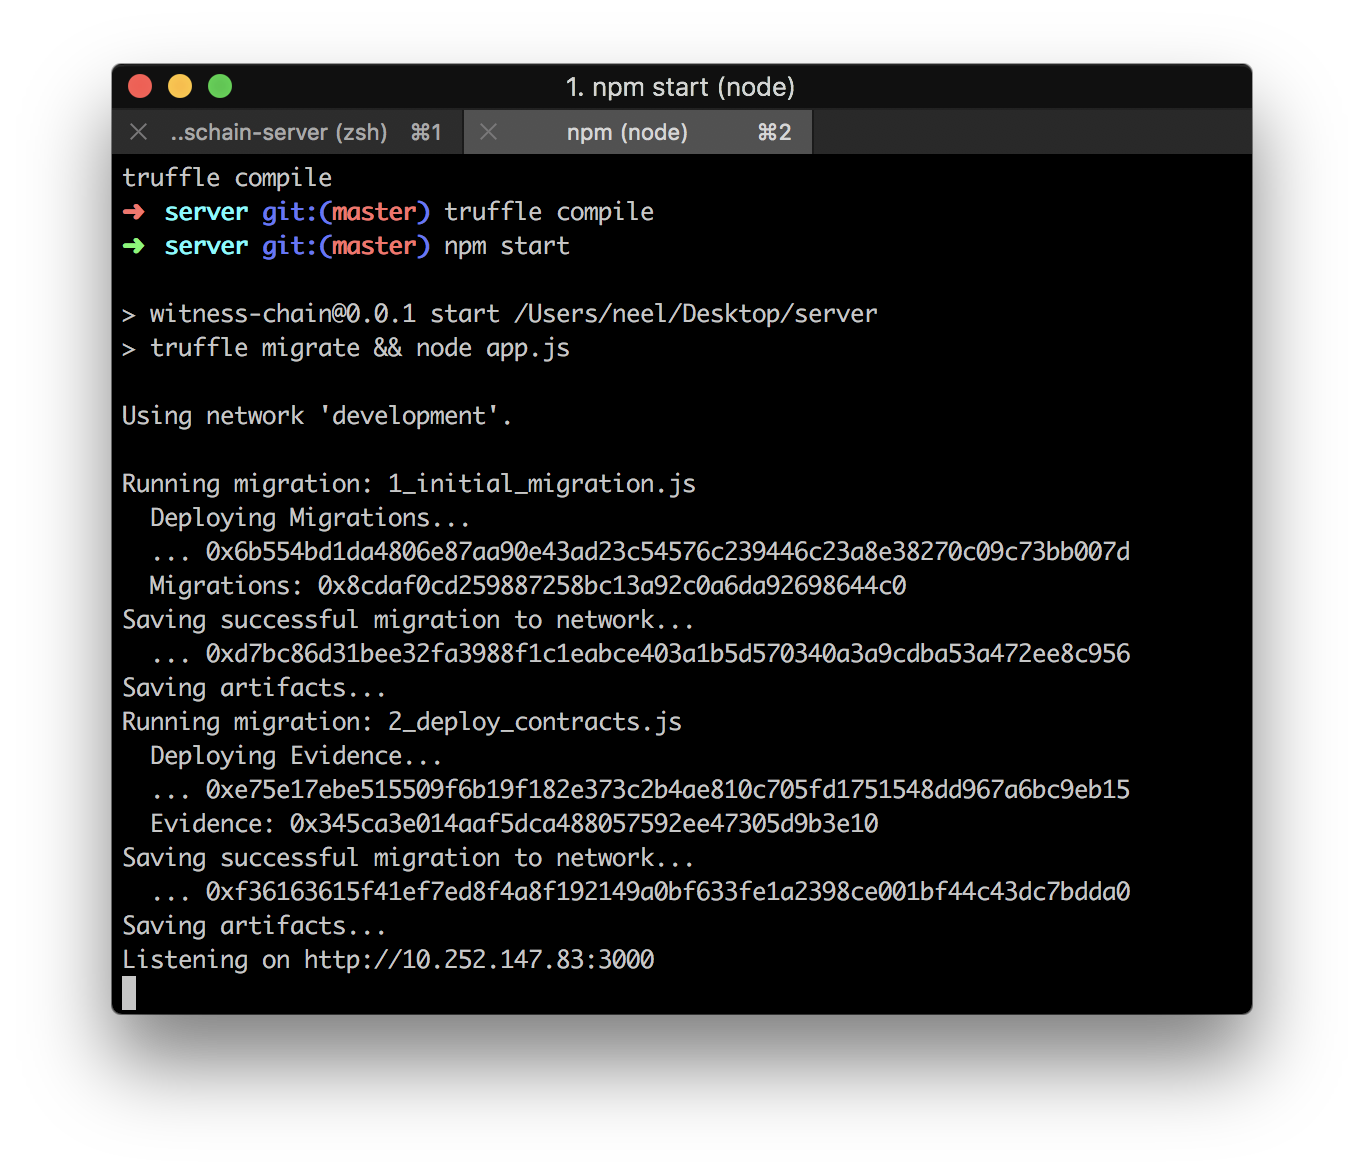 1. npm start (node)
..schain-server (zsh) ⌘1 npm (node) ⌘2
truffle compile
➜ server git:(master) truffle compile
➜ server git:(master) npm start
> witness-chain@0.0.1 start /Users/neel/Desktop/server
> truffle migrate && node app.js
Using network 'development'.
Running migration: 1_initial_migration.js
Deploying Migrations...
... 0x6b554bd1da4806e87aa90e43ad23c54576c239446c23a8e38270c09c73bb007d
Migrations: 0x8cdaf0cd259887258bc13a92c0a6da92698644c0
Saving successful migration to network...
... 0xd7bc86d31bee32fa3988f1c1eabce403a1b5d570340a3a9cdba53a472ee8c956
Saving artifacts...
Running migration: 2_deploy_contracts.js
Deploying Evidence...
... 0xe75e17ebe515509f6b19f182e373c2b4ae810c705fd1751548dd967a6bc9eb15
Evidence: 0x345ca3e014aaf5dca488057592ee47305d9b3e10
Saving successful migration to network...
... 0xf36163615f41ef7ed8f4a8f192149a0bf633fe1a2398ce001bf44c43dc7bdda0
Saving artifacts...
Listening on http://10.252.147.83:3000